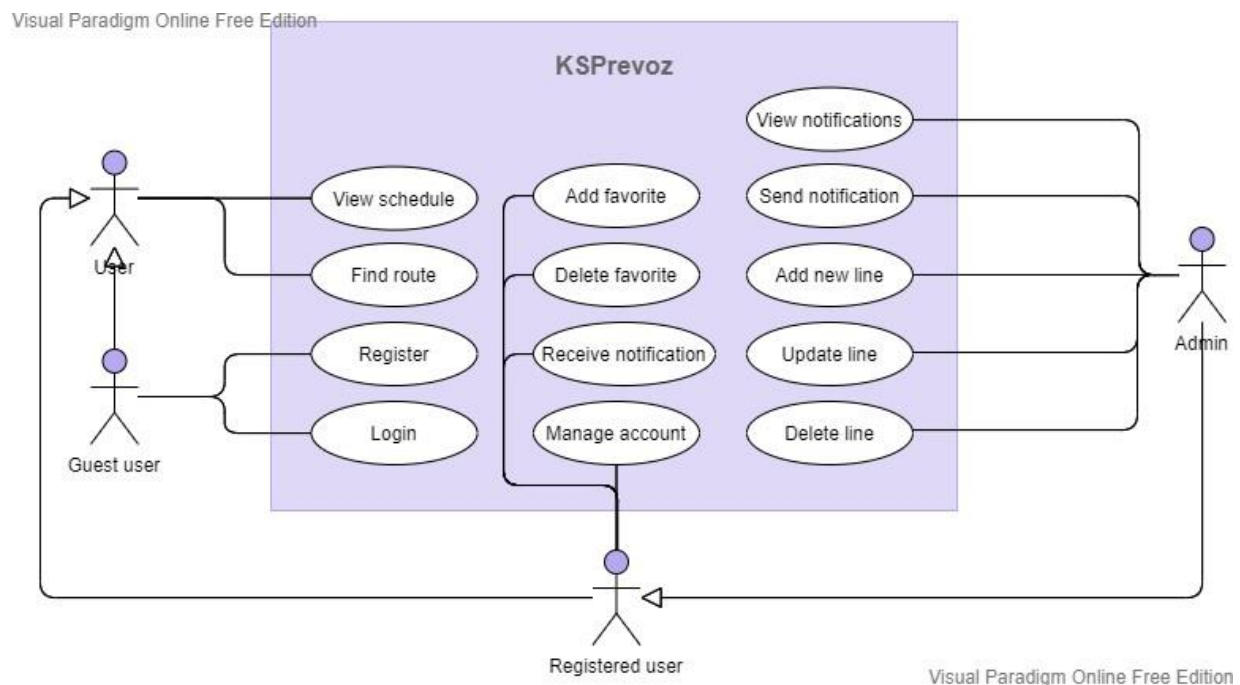 Visual Paradigm Online Free Edition
KSPrevoz
View notifications
User
View schedule
Add favorite
Send notification
Find route
Delete favorite
Add new line
Admin
Guest user
Register
Receive notification
Update line
Login
Manage account
Delete line
Registered user
Visual Paradigm Online Free Edition